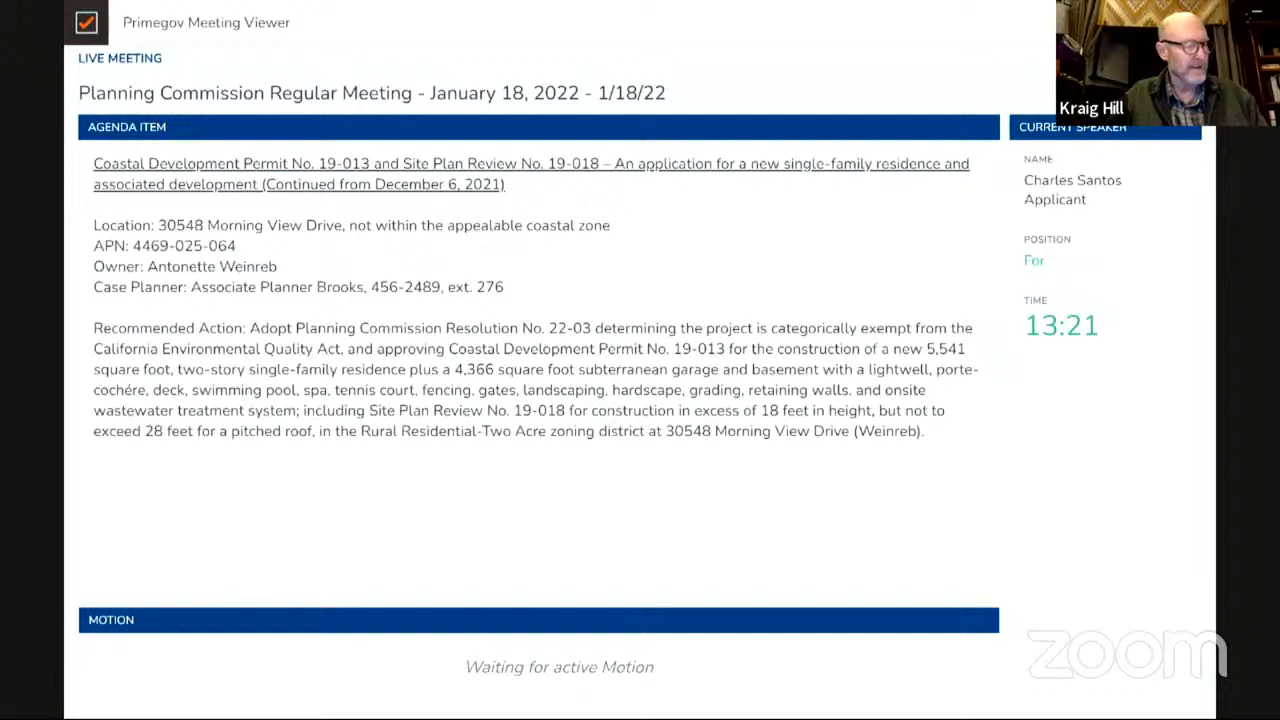 Primegov Meeting Viewer
LIVE MEETING
Planning Commission Regular Meeting - January 18, 2022 - 1/18/22
Kraig Hill
AGENDA ITEM
CURRENT SPEAKER
Coastal Development Permit No. 19-013 and Site Plan Review No. 19-018 – An application for a new single-family residence and
associated development (Continued from December 6, 2021)
Location: 30548 Morning View Drive, not within the appealable coastal zone
APN: 4469-025-064
Owner: Antonette Weinreb
Case Planner: Associate Planner Brooks, 456-2489, ext. 276
Recommended Action: Adopt Planning Commission Resolution No. 22-03 determining the project is categorically exempt from the
California Environmental Quality Act, and approving Coastal Development Permit No. 19-013 for the construction of a new 5,541
square foot, two-story single-family residence plus a 4,366 square foot subterranean garage and basement with a lightwell, porte-
cochére, deck, swimming pool, spa, tennis court, fencing, gates, landscaping, hardscape, grading, retaining walls, and onsite
wastewater treatment system; including Site Plan Review No. 19-018 for construction in excess of 18 feet in height, but not to
exceed 28 feet for a pitched roof, in the Rural Residential-Two Acre zoning district at 30548 Morning View Drive (Weinreb).
NAME
Charles Santos
Applicant
POSITION
For
TIME
13:21
MOTION
Waiting for active Motion
zoom